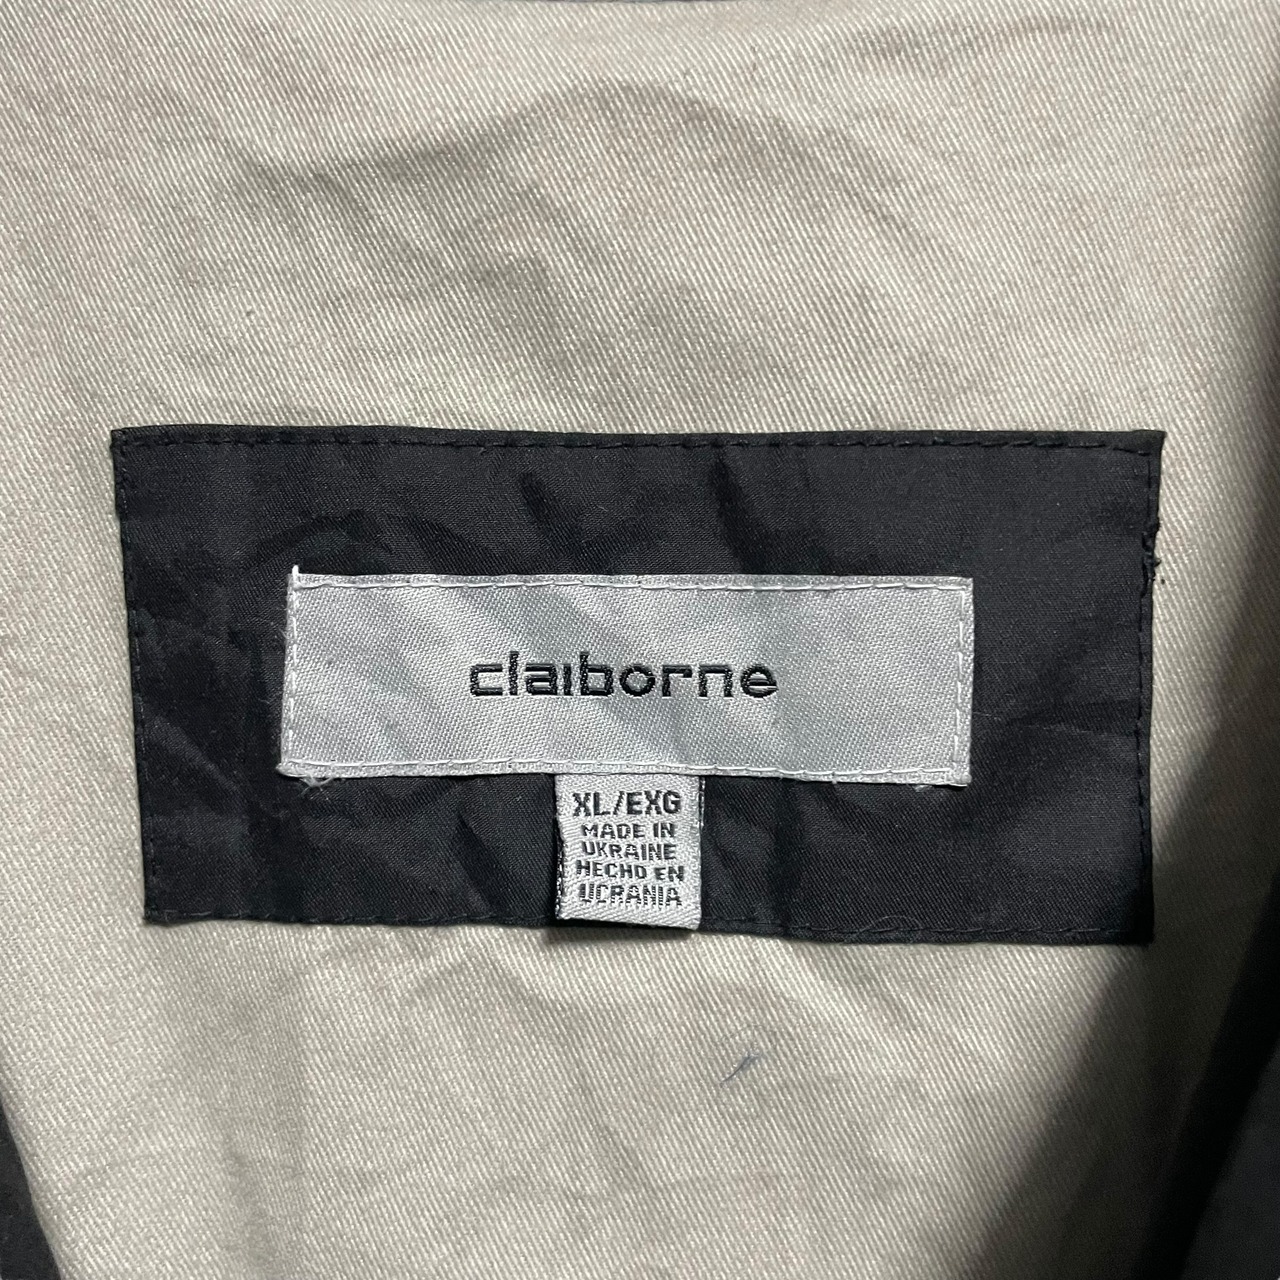 claiborne
XL/EXG
MADE IN
UKRAINE
HECHO EN
UCRANIA